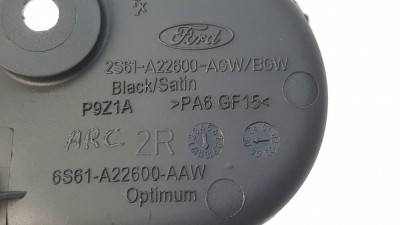 Ford
2S61-A22600-AGW/BGW
Black/Satin
P9Z1A >PA6 GF15<
ARC 2R
6S61-A22600-AAW
Optimum